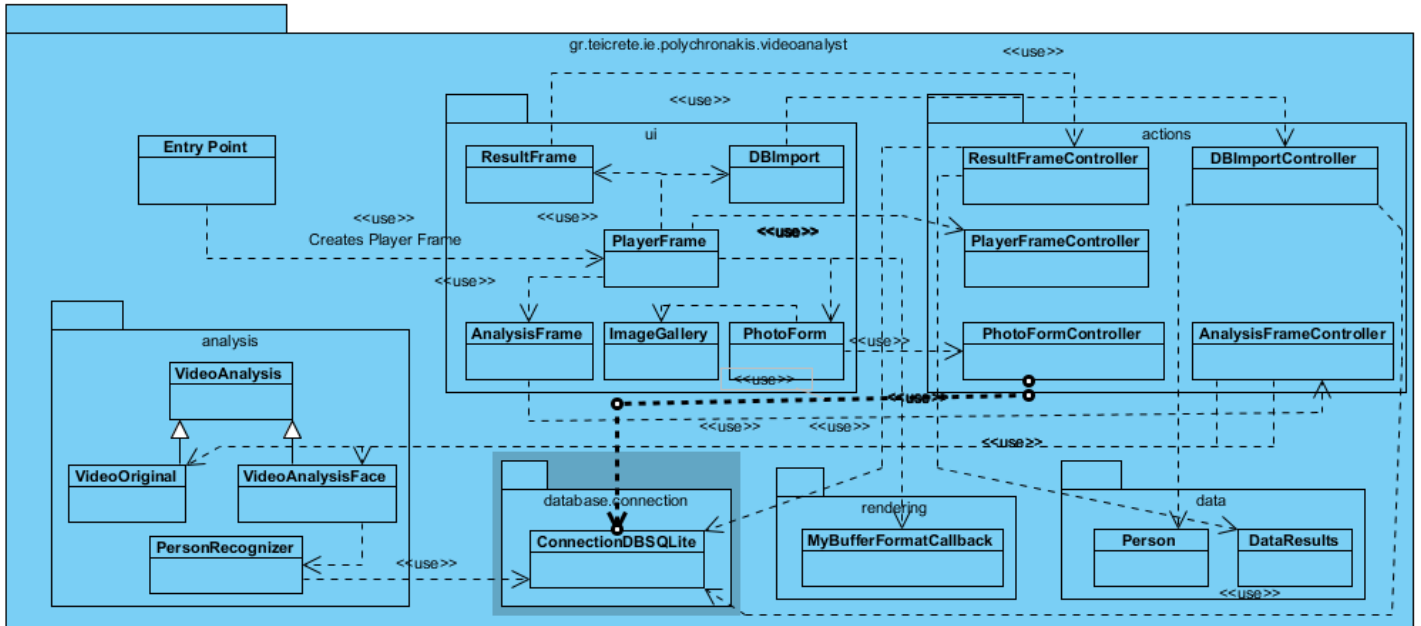 gr.teicrete.ie.polychronakis.videoanalyst
<<use>>
<<use>>
ui
actions
Entry Point
ResultFrame
DBImport
ResultFrameController
DBImportController
<<use>>
<<use>>
<<use>>
Creates Player Frame
PlayerFrame
PlayerFrameController
<<use>>
AnalysisFrame
ImageGallery
PhotoForm
<<use>>
PhotoFormController
AnalysisFrameController
analysis
VideoAnalysis
<<use>>
<<use>>
<<use>>
<<use>>
<<use>>
VideoOriginal
VideoAnalysisFace
database.connection
rendering
data
PersonRecognizer
ConnectionDBSQLite
MyBufferFormatCallback
Person
DataResults
<<use>>
<<use>>